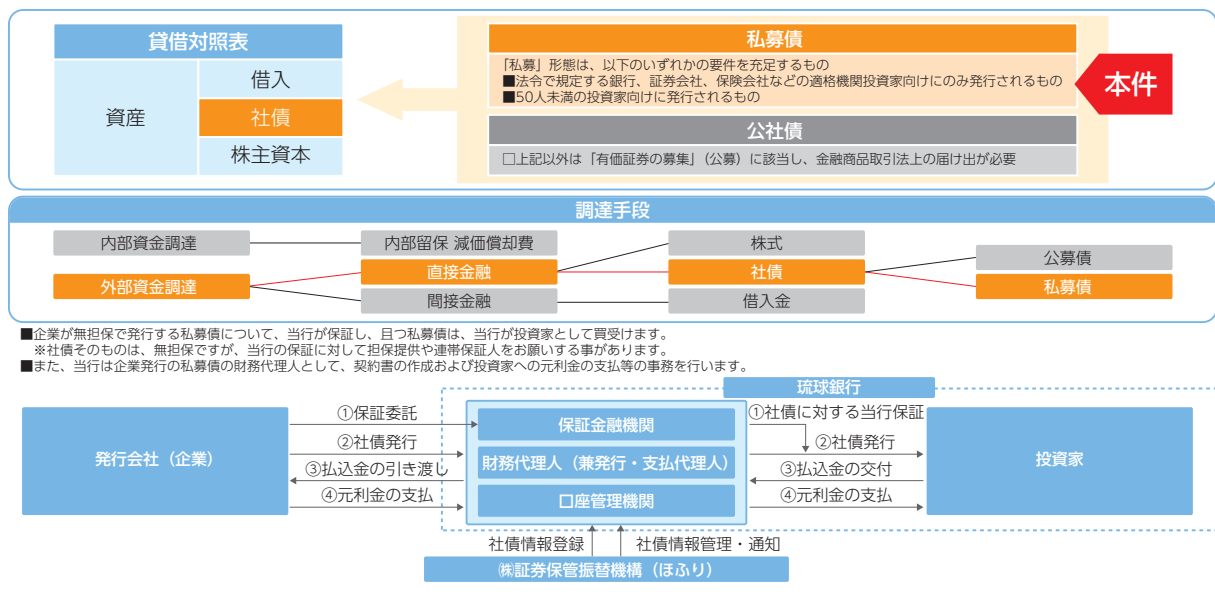 貸借対照表
資産
借入
社債
株主資本
私募債
「私募」形態は、以下のいずれかの要件を充足するもの
■法令で規定する銀行、証券会社、保険会社などの適格機関投資家向けにのみ発行されるもの
■50人未満の投資家向けに発行されるもの
本件
公社債
□上記以外は「有価証券の募集」(公募)に該当し、金融商品取引法上の届け出が必要
調達手段
内部資金調達
内部留保 減価償却費
株式
公募債
外部資金調達
直接金融
社債
私募債
間接金融
借入金
■企業が無担保で発行する私募債について、当行が保証し、且つ私募債は、当行が投資家として買受けます。
※社債そのものは、無担保ですが、当行の保証に対して担保提供や連帯保証人をお願いする事があります。
■また、当行は企業発行の私募債の財務代理人として、契約書の作成および投資家への元利金の支払等の事務を行います。
琉球銀行
発行会社(企業)
①保証委託
②社債発行
③払込金の引き渡し
④元利金の支払
保証金融機関
財務代理人(兼発行・支払代理人)
口座管理機関
①社債に対する当行保証
②社債発行
③払込金の交付
④元利金の支払
投資家
社債情報登録
社債情報管理・通知
㈱証券保管振替機構(ほふり)